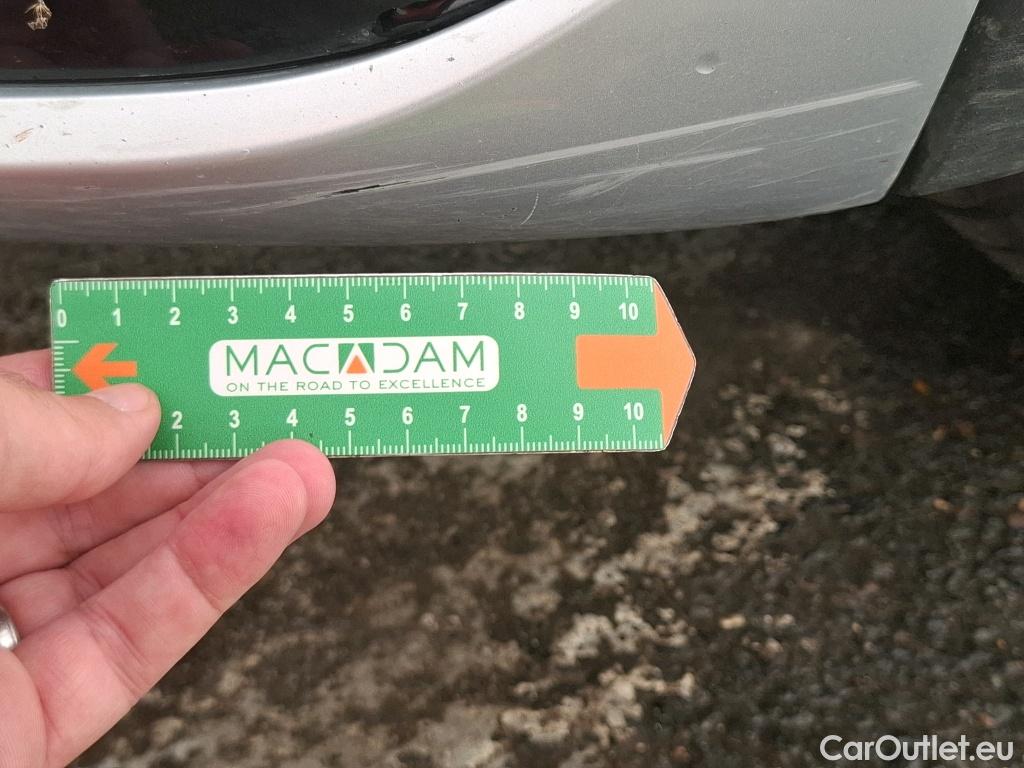 0 1 2 3 4 5 6 7 8 9 10
MACADAM
ON THE ROAD TO EXCELLENCE
2 3 4 5 6 7 8 9 10
CarOutlet.eu